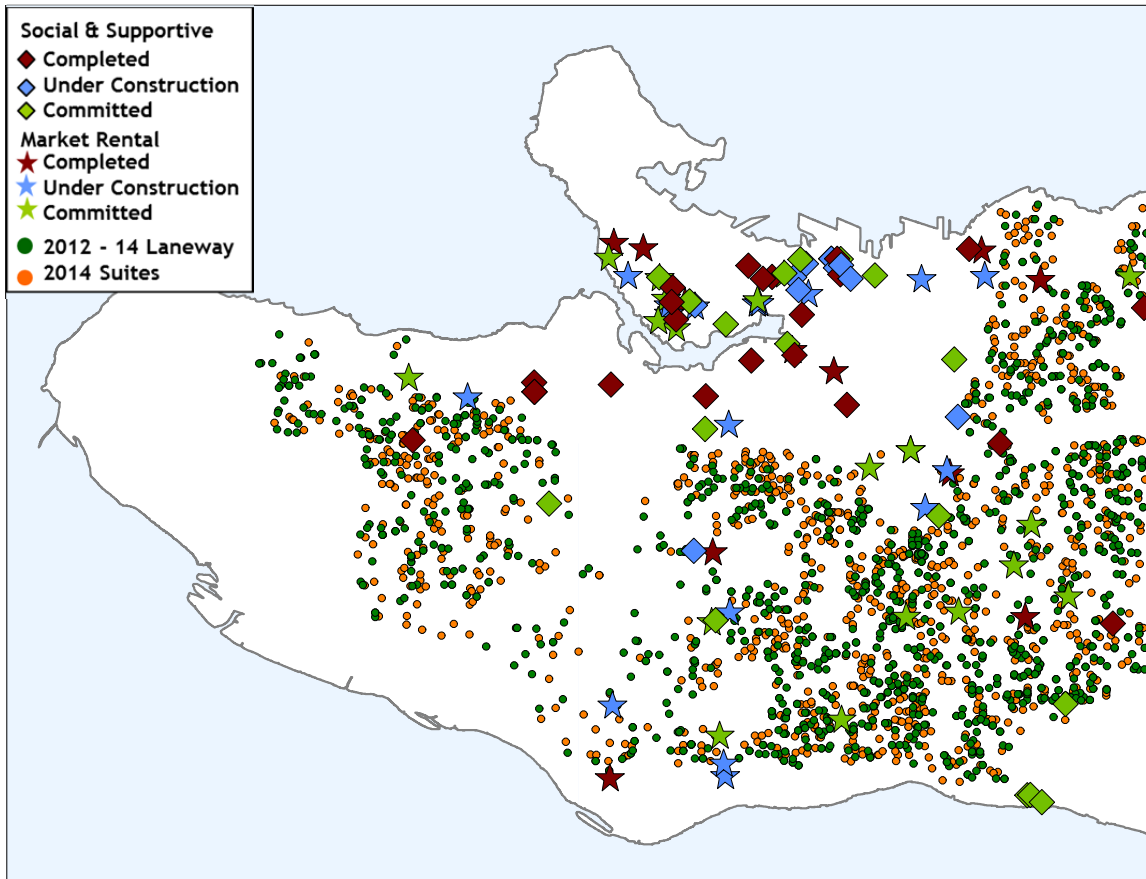 Social & Supportive
Completed
Under Construction
Committed
Market Rental
Completed
Under Construction
Committed
2012 - 14 Laneway
2014 Suites